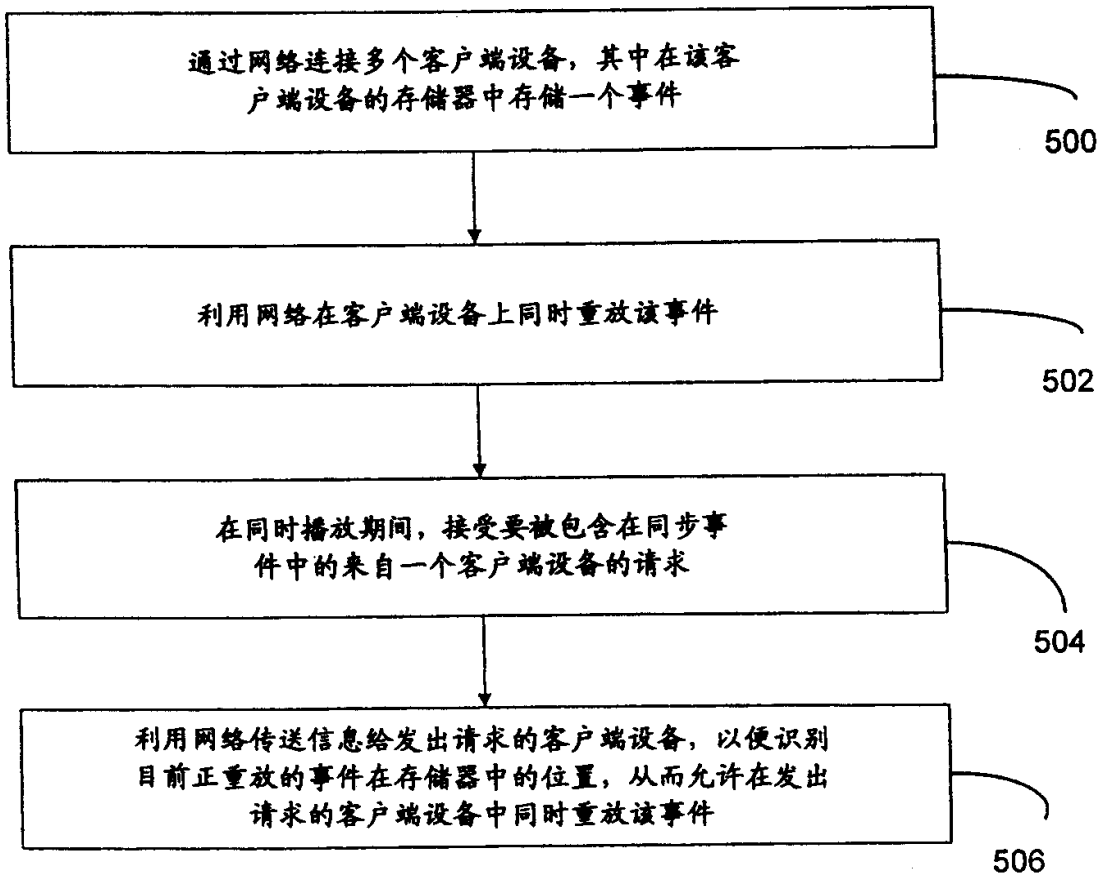 通过网络连接多个客户端设备，其中在该客
户端设备的存储器中存储一个事件
500
利用网络在客户端设备上同时重放该事件
502
在同时播放期间，接受要被包含在同步事
件中的来自一个客户端设备的请求
504
利用网络传送信息给发出请求的客户端设备，以便识别
目前正重放的事件在存储器中的位置，从而允许在发出
请求的客户端设备中同时重放该事件
506